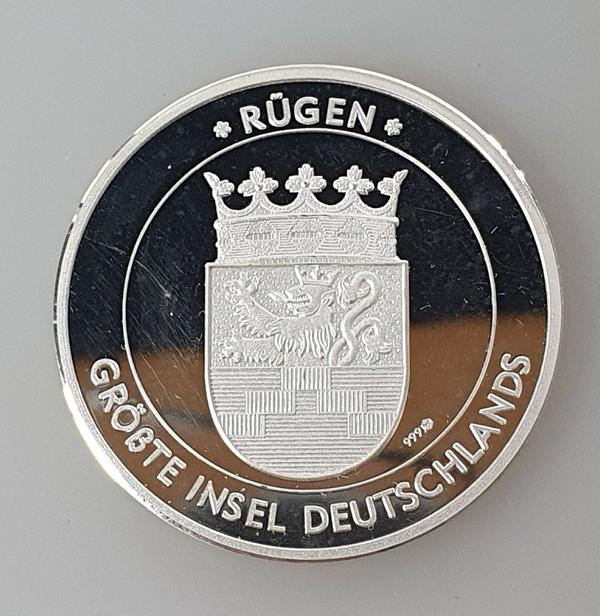 RÜGEN
999
GRÖßTE INSEL DEUTSCHLANDS